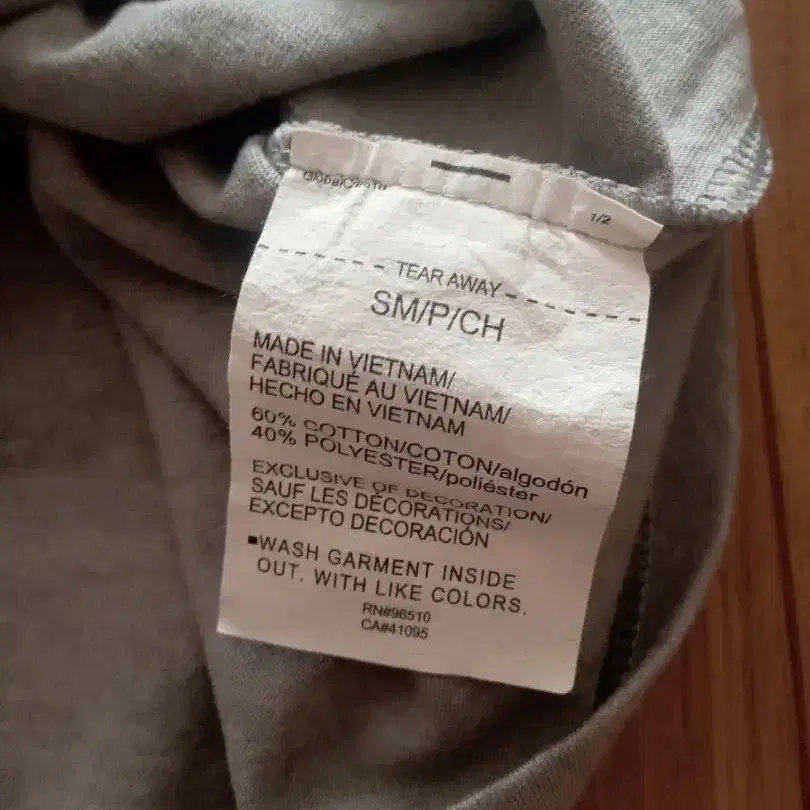 1/2
TEAR AWAY
SM/P/CH
MADE IN VIETNAM/
FABRIQUÉ AU VIETNAM/
HECHO EN VIETNAM
60% COTTON/COTON/algodón
40% POLYESTER/poliéster
EXCLUSIVE OF DECORATION/
SAUF LES DÉCORATIONS/
EXCEPTO DECORACIÓN
WASH GARMENT INSIDE
OUT. WITH LIKE COLORS.
RN#96510
CA#41095